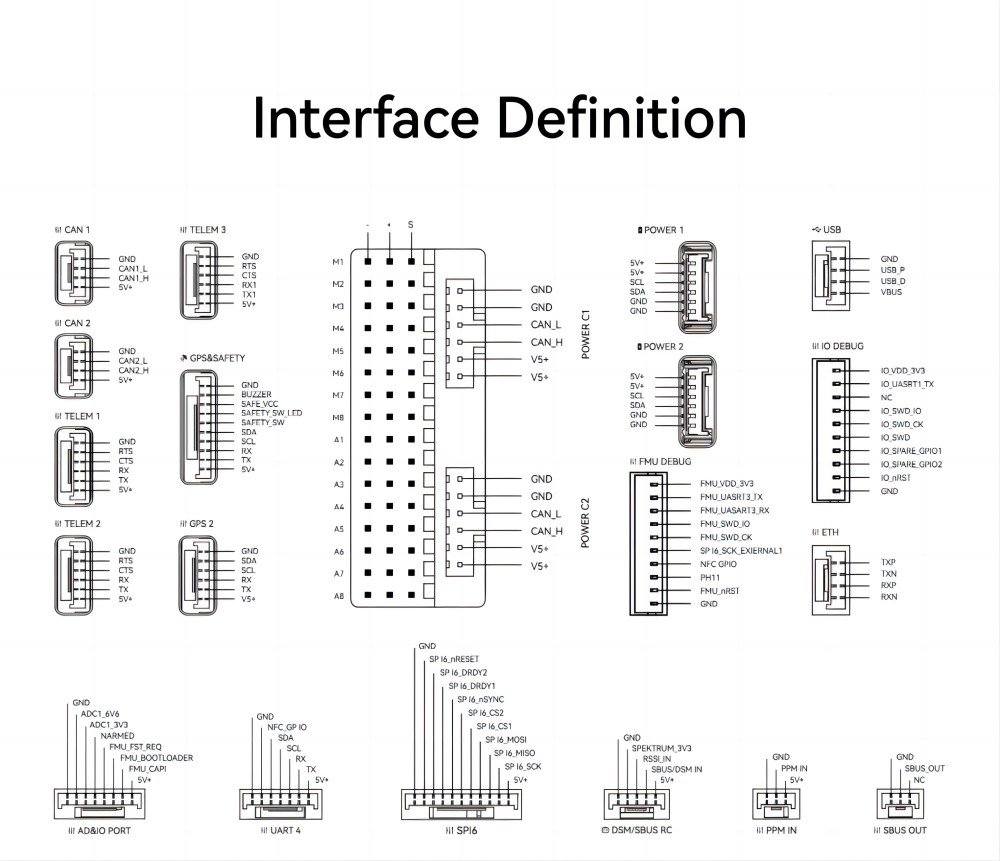 Interface Definition
CAN 1
GND
CAN1_L
CAN1_H
5V+
CAN 2
GND
CAN2_L
CAN2_H
5V+
TELEM 1
GND
RTS
CTS
RX
TX
5V+
TELEM 2
GND
RTS
CTS
RX
TX
5V+
TELEM 3
GND
RTS
CTS
RX1
TX1
5V+
GPS&SAFETY
GND
BUZZER
SAFE_VCC
SAFETY_SW_LED
SAFETY_SW
SDA
SCL
RX
TX
5V+
GPS 2
GND
SDA
SCL
RX
TX
V5+
- + S
M1
M2
M3
M4
M5
M6
M7
M8
A1
A2
A3
A4
A5
A6
A7
A8
GND
GND
CAN_L
CAN_H
V5+
V5+
POWER C1
GND
GND
CAN_L
CAN_H
V5+
V5+
POWER C2
POWER 1
5V+
5V+
SCL
SDA
GND
GND
POWER 2
5V+
5V+
SCL
SDA
GND
GND
FMU DEBUG
FMU_VDD_3V3
FMU_UASRT3_TX
FMU_UASART3_RX
FMU_SWD_IO
FMU_SWD_CK
SP I6_SCK_EXIERNAL1
NFC GPIO
PH11
FMU_nRST
GND
USB
GND
USB_P
USB_D
VBUS
IO DEBUG
IO_VDD_3V3
IO_UASRT1_TX
NC
IO_SWD_IO
IO_SWD_CK
IO_SWD
IO_SPARE_GPIO1
IO_SPARE_GPIO2
IO_nRST
GND
ETH
TXP
TXN
RXP
RXN
GND
ADC1_6V6
ADC1_3V3
NARMED
FMU_FST_REQ
FMU_BOOTLOADER
FMU_CAPI
5V+
AD&IO PORT
GND
NFC_GP IO
SDA
SCL
RX
TX
5V+
UART 4
GND
SP I6_nRESET
SP I6_DRDY2
SP I6_DRDY1
SP I6_nSYNC
SP I6_CS2
SP I6_CS1
SP I6_MOSI
SP I6_MISO
SP I6_SCK
5V+
SPI6
GND
SPEKTRUM_3V3
RSSI_IN
SBUS/DSM IN
5V+
DSM/SBUS RC
GND
PPM IN
5V+
PPM IN
GND
SBUS_OUT
NC
SBUS OUT